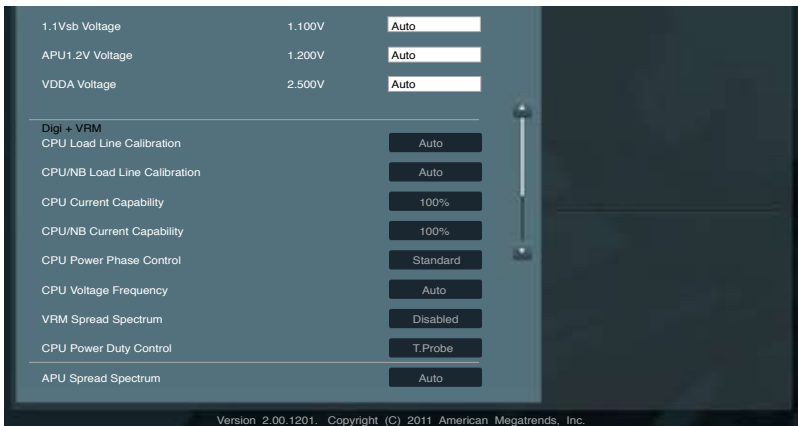 1.1Vsb Voltage 1.100V Auto
APU1.2V Voltage 1.200V Auto
VDDA Voltage 2.500V Auto
Digi + VRM
CPU Load Line Calibration Auto
CPU/NB Load Line Calibration Auto
CPU Current Capability 100%
CPU/NB Current Capability 100%
CPU Power Phase Control Standard
CPU Voltage Frequency Auto
VRM Spread Spectrum Disabled
CPU Power Duty Control T.Probe
APU Spread Spectrum Auto
Version 2.00.1201. Copyright (C) 2011 American Megatrends, Inc.